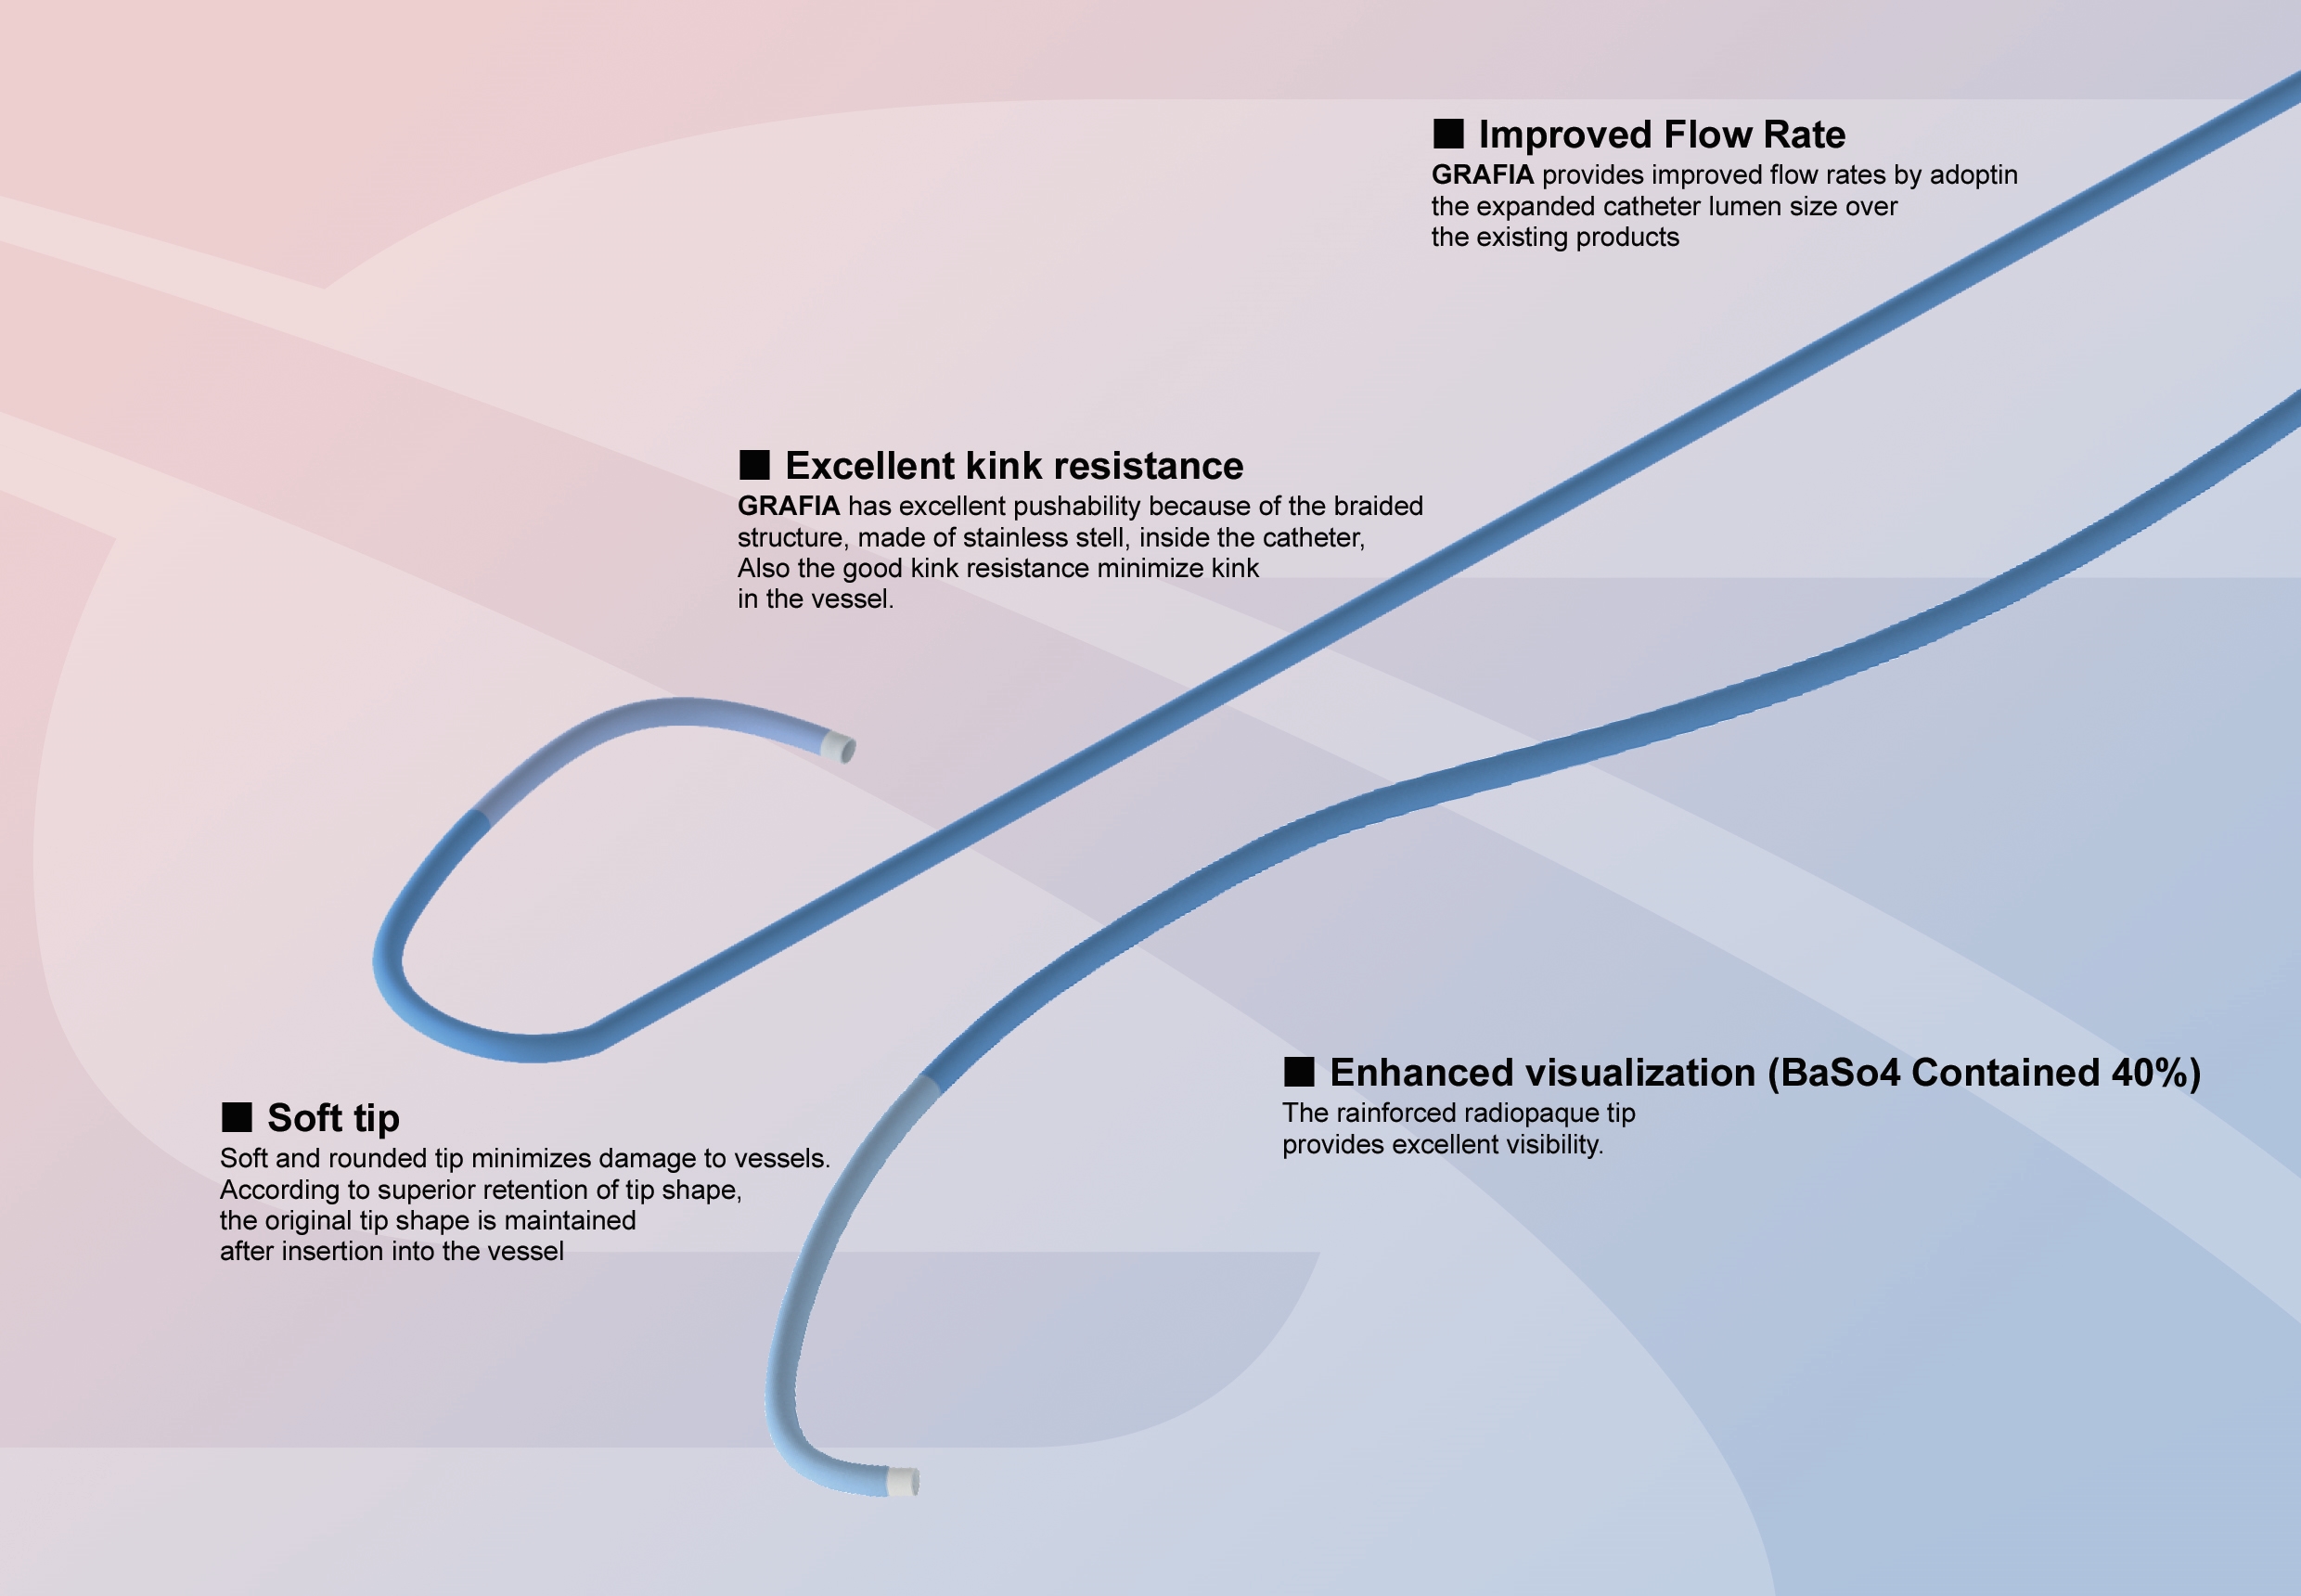 ■ Improved Flow Rate
GRAFIA provides improved flow rates by adoptin
the expanded catheter lumen size over
the existing products
■ Excellent kink resistance
GRAFIA has excellent pushability because of the braided
structure, made of stainless stell, inside the catheter,
Also the good kink resistance minimize kink
in the vessel.
■ Enhanced visualization (BaSo4 Contained 40%)
The rainforced radiopaque tip
provides excellent visibility.
■ Soft tip
Soft and rounded tip minimizes damage to vessels.
According to superior retention of tip shape,
the original tip shape is maintained
after insertion into the vessel